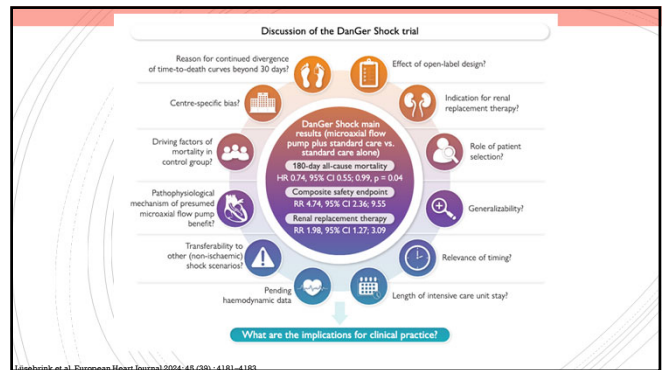 Discussion of the DanGer Shock trial
Reason for continued divergence
of time-to-death curves beyond 30 days?
Effect of open-label design?
Centre-specific bias?
Indication for renal
replacement therapy?
Driving factors of
mortality in
control group?
Role of patient
selection?
DanGer Shock main
results (microaxial flow
pump plus standard care vs.
standard care alone)
180-day all-cause mortality
HR 0.74, 95% CI 0.55; 0.99, p = 0.04
Composite safety endpoint
RR 4.74, 95% CI 2.36; 9.55
Renal replacement therapy
RR 1.98, 95% CI 1.27; 3.09
Pathophysiological
mechanism of presumed
microaxial flow pump
benefit?
Generalizability?
Transferability to
other (non-ischaemic)
shock scenarios?
Relevance of timing?
Pending
haemodynamic data
Length of intensive care unit stay?
What are the implications for clinical practice?
Lüsebrink et al. European Heart Journal 2024; 45 (39) : 4181–4183